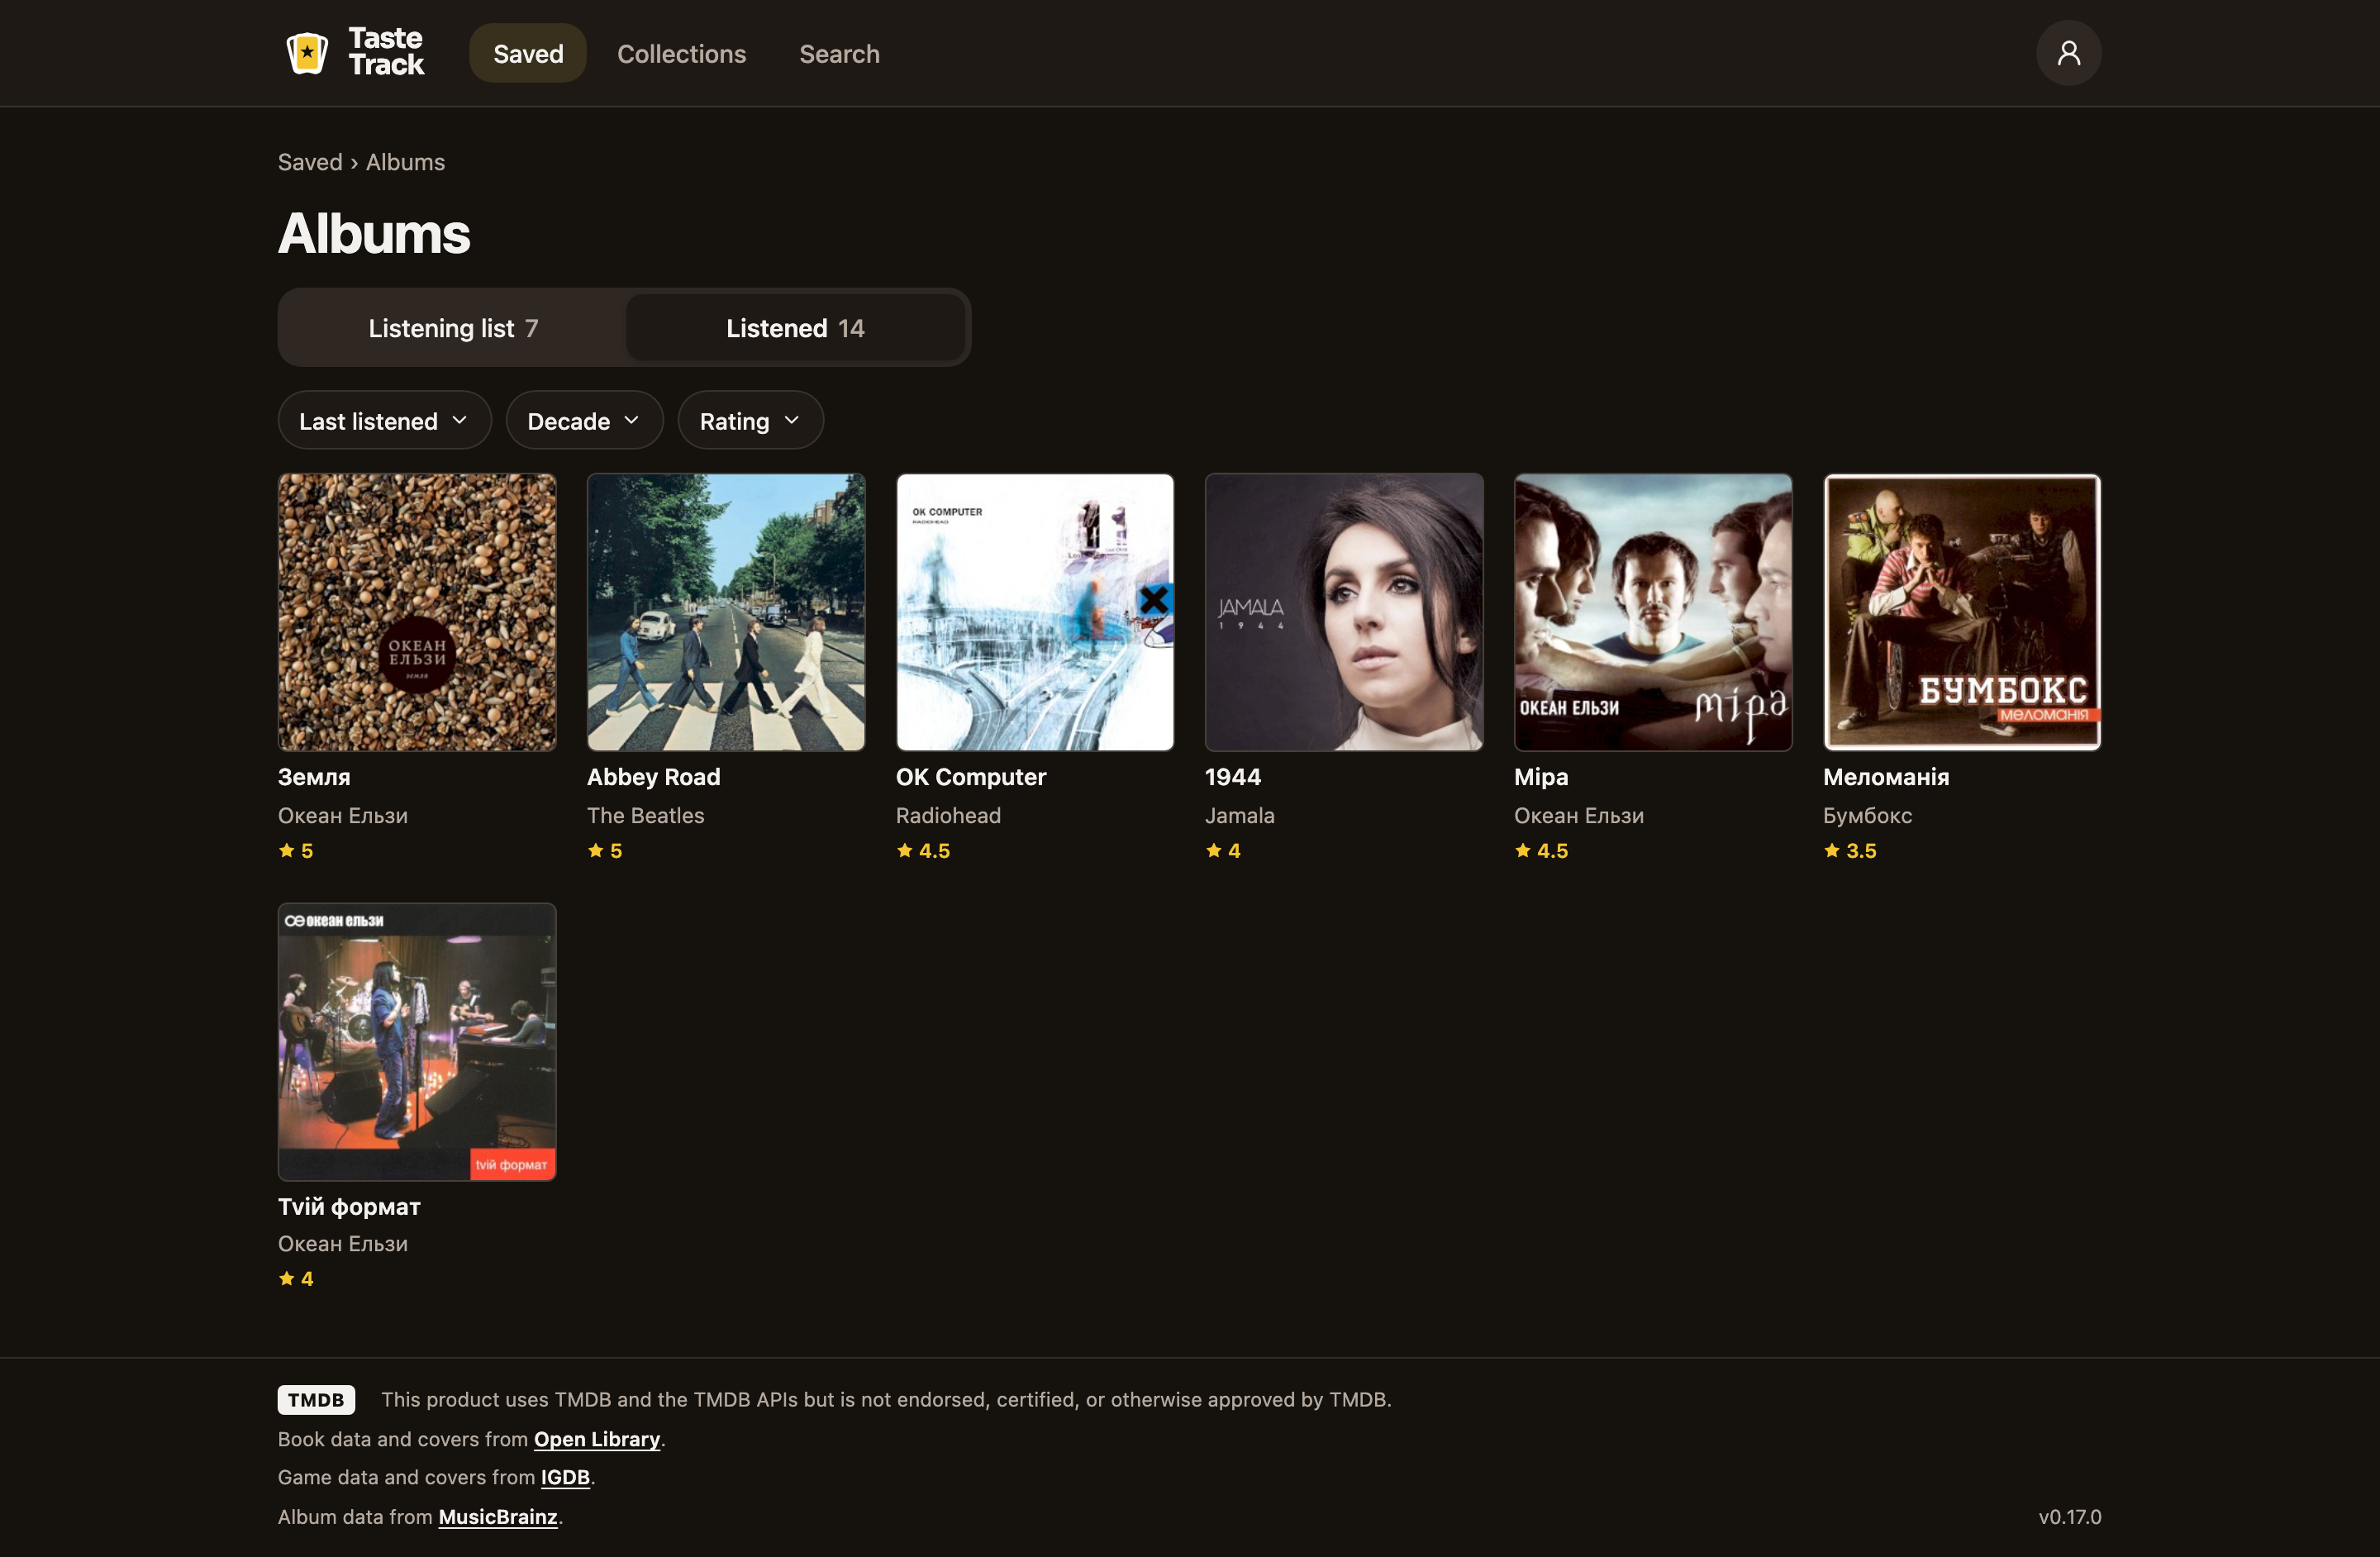 Taste
Track
Saved
Collections
Search
Saved › Albums
Albums
Listening list 7
Listened 14
Last listened
Decade
Rating
ОКЕАН
ЕЛЬЗИ
земля
OK COMPUTER
RADIOHEAD
JAMALA
1944
ОКЕАН ЕЛЬЗИ
міра
БУМБОКС
меломанія
Земля
Океан Ельзи
★ 5
Abbey Road
The Beatles
★ 5
OK Computer
Radiohead
★ 4.5
1944
Jamala
★ 4
Міра
Океан Ельзи
★ 4.5
Меломанія
Бумбокс
★ 3.5
океан ельзи
tviй формат
Tviй формат
Океан Ельзи
★ 4
TMDB
This product uses TMDB and the TMDB APIs but is not endorsed, certified, or otherwise approved by TMDB.
Book data and covers from Open Library.
Game data and covers from IGDB.
Album data from MusicBrainz.
v0.17.0